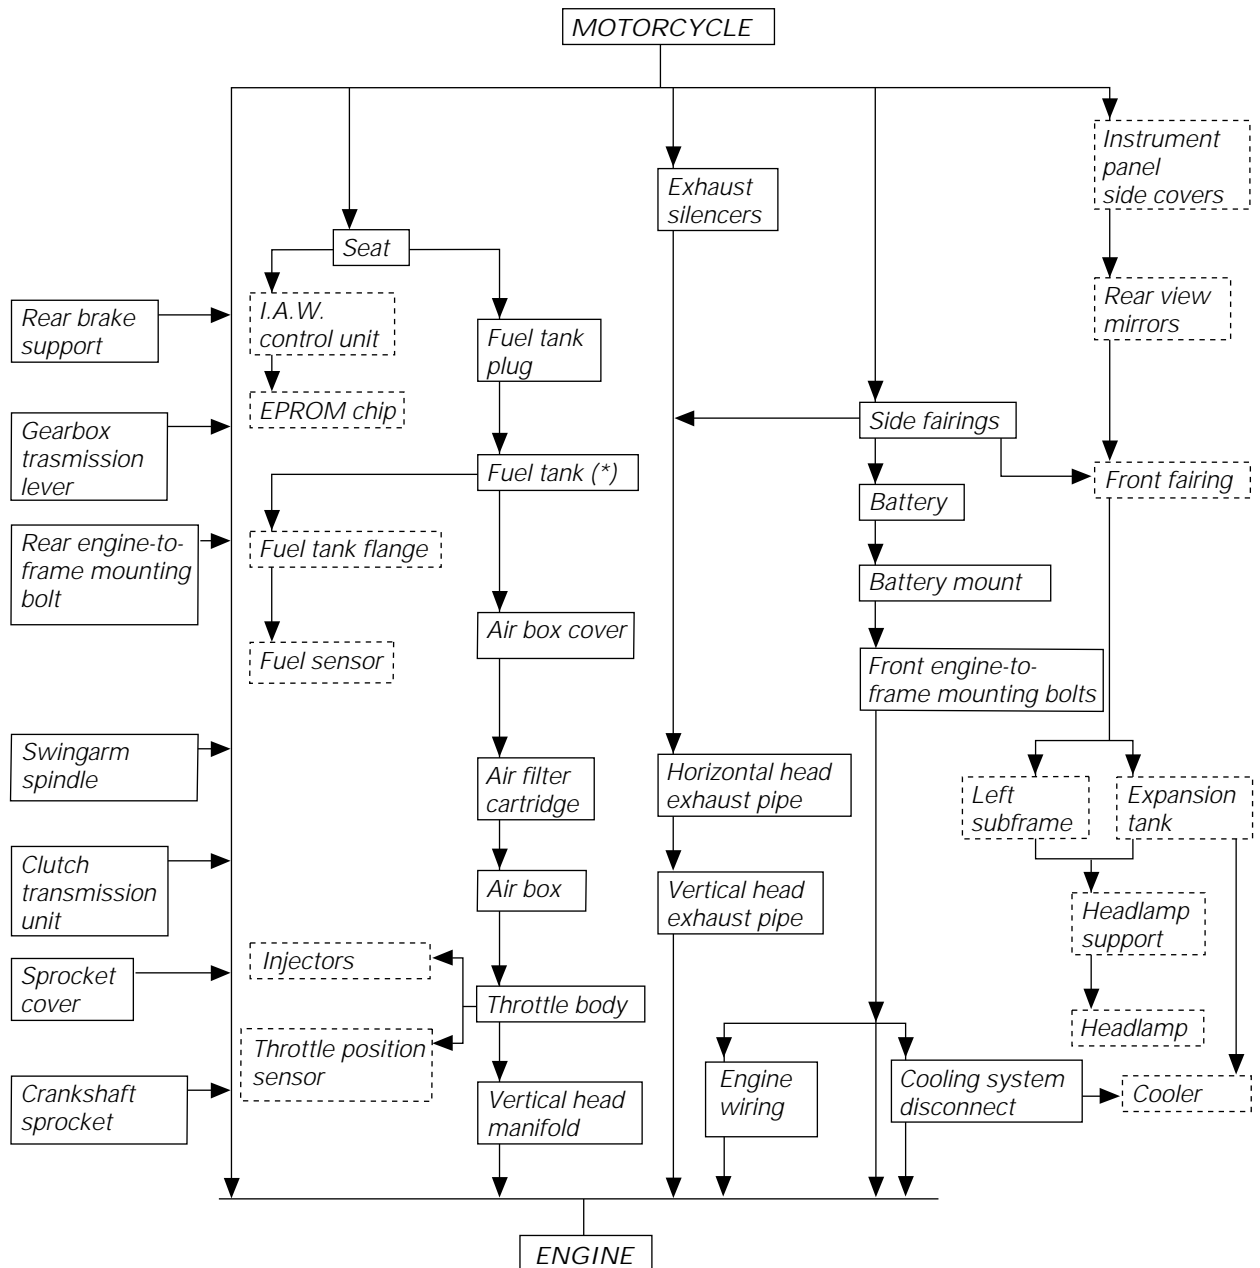 MOTORCYCLE
Instrument
panel
side covers
Exhaust
silencers
Seat
Rear brake
support
I.A.W.
control unit
Fuel tank
plug
Rear view
mirrors
EPROM chip
Side fairings
Gearbox
trasmission
lever
Fuel tank (*)
Front fairing
Battery
Rear engine-to-
frame mounting
bolt
Fuel tank flange
Battery mount
Air box cover
Fuel sensor
Front engine-to-
frame mounting bolts
Swingarm
spindle
Air filter
cartridge
Horizontal head
exhaust pipe
Left
subframe
Expansion
tank
Clutch
transmission
unit
Air box
Vertical head
exhaust pipe
Headlamp
support
Injectors
Sprocket
cover
Throttle body
Headlamp
Throttle position
sensor
Engine
wiring
Cooling system
disconnect
Cooler
Crankshaft
sprocket
Vertical head
manifold
ENGINE